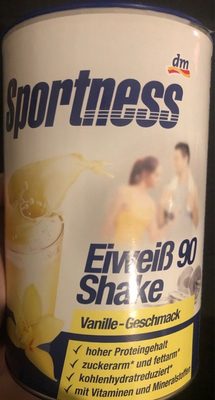 dm
Sportness
Eiweiß 90
Shake
Vanille-Geschmack
✓ hoher Proteingehalt
✓ zuckerarm* und fettarm*
✓ kohlenhydratreduziert*
✓ mit Vitaminen und Mineralstoffen